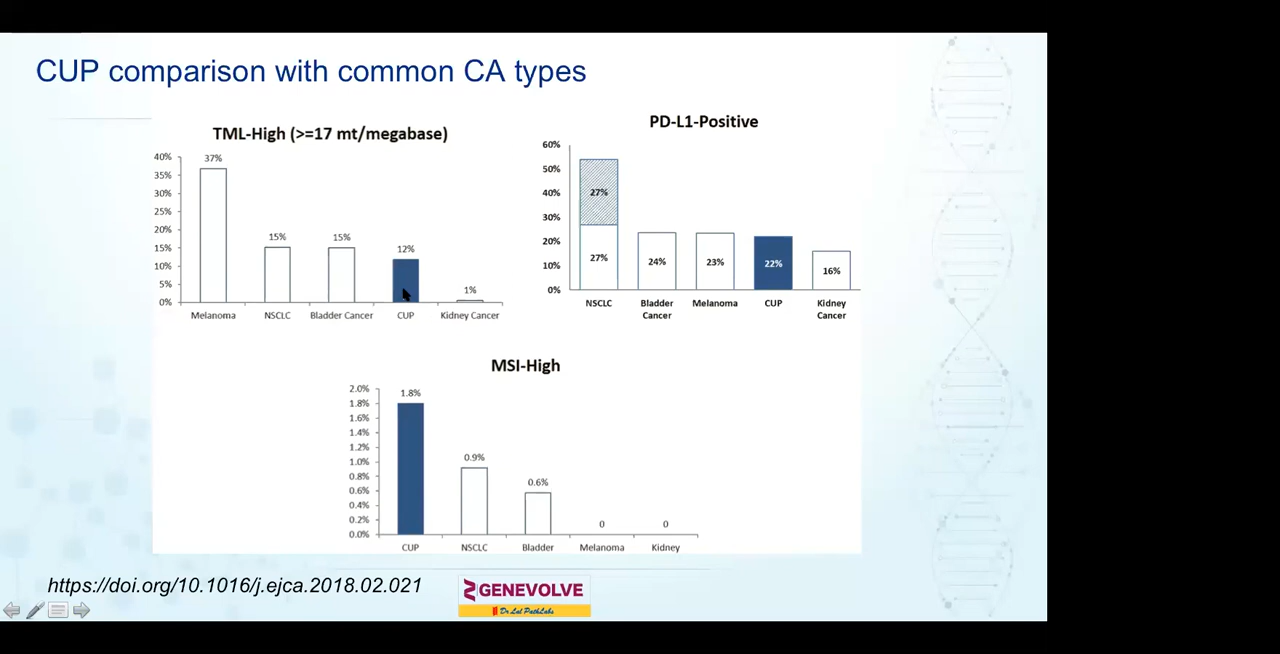 CUP comparison with common CA types
TML-High (>=17 mt/megabase)
40%
35%
30%
25%
20%
15%
10%
5%
0%
37%
15%
15%
12%
1%
Melanoma
NSCLC
Bladder Cancer
CUP
Kidney Cancer
PD-L1-Positive
60%
50%
40%
30%
20%
10%
0%
27%
27%
24%
23%
22%
16%
NSCLC
Bladder
Cancer
Melanoma
CUP
Kidney
Cancer
MSI-High
2.0%
1.8%
1.6%
1.4%
1.2%
1.0%
0.8%
0.6%
0.4%
0.2%
0.0%
1.8%
0.9%
0.6%
0
0
CUP
NSCLC
Bladder
Melanoma
Kidney
https://doi.org/10.1016/j.ejca.2018.02.021
GENEVOLVE
Dr Lal PathLabs